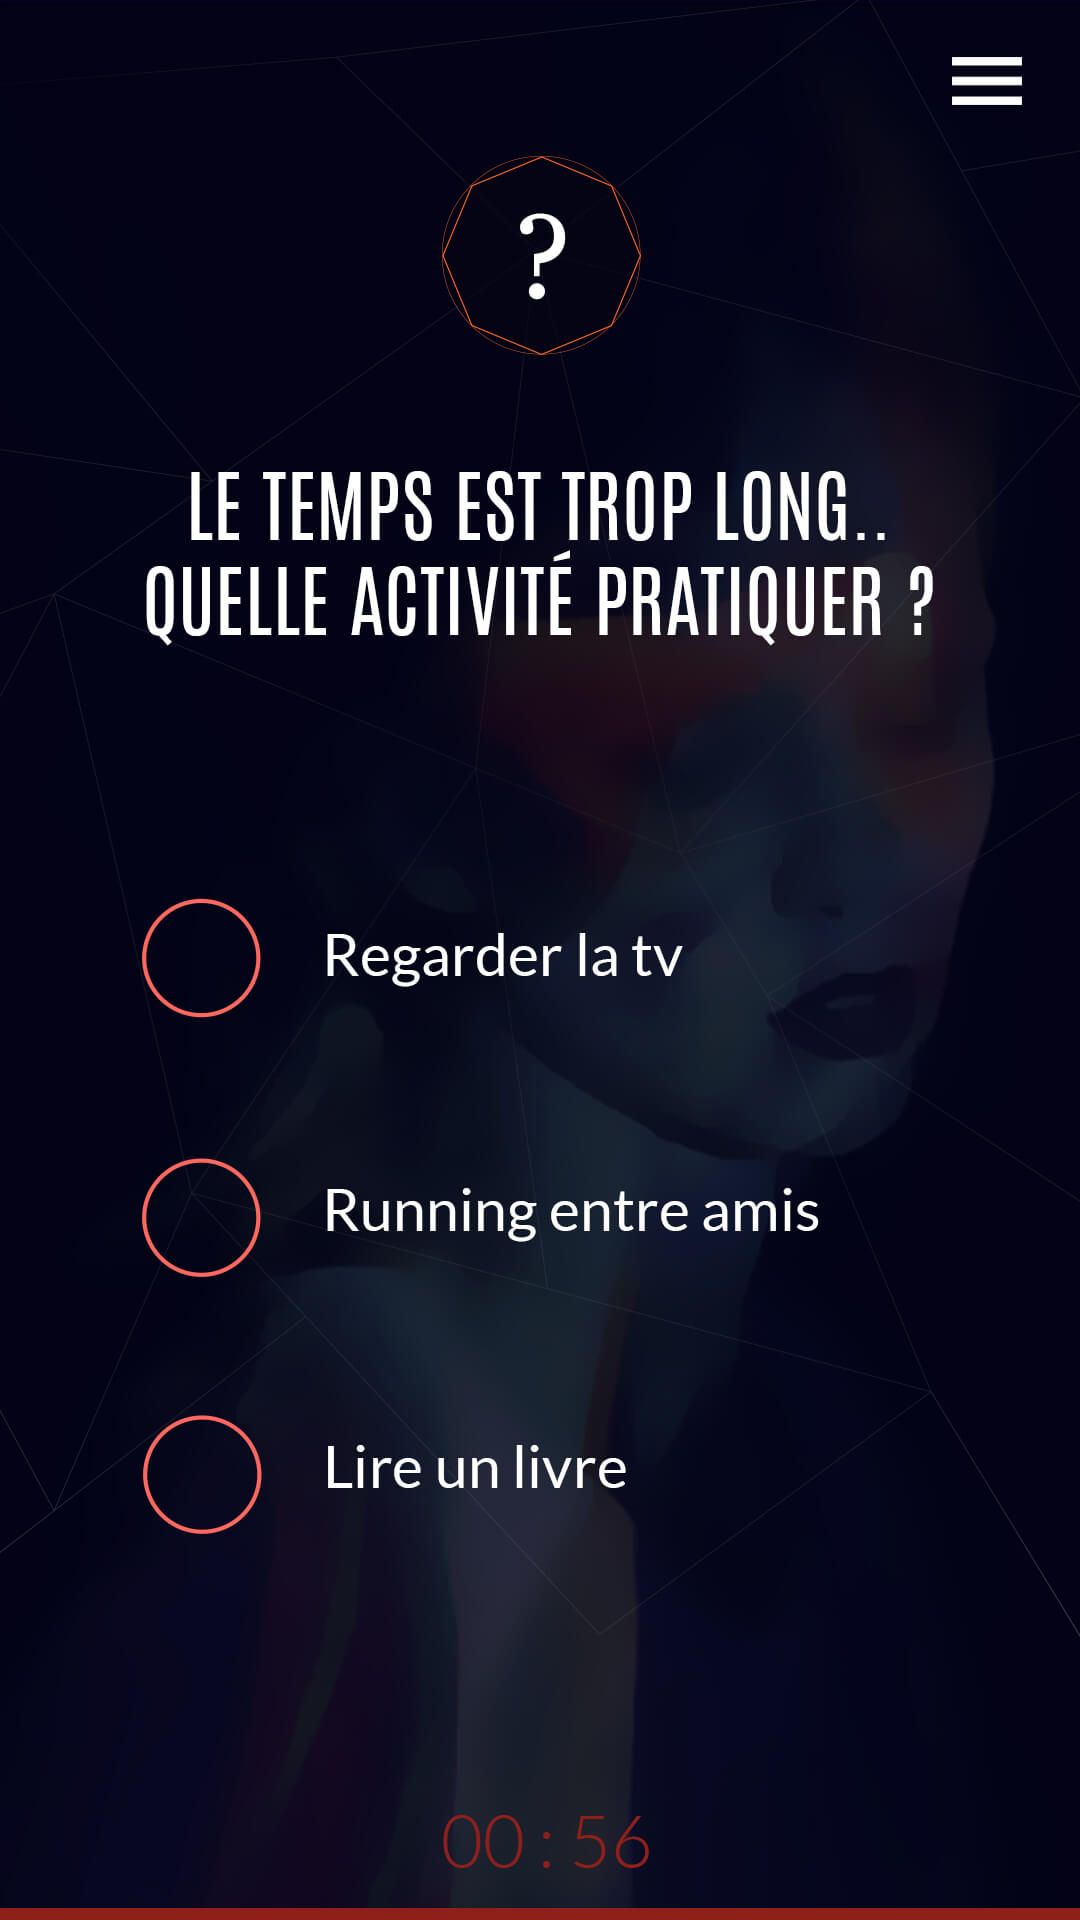 ?
LE TEMPS EST TROP LONG..
QUELLE ACTIVITÉ PRATIQUER ?
Regarder la tv
Running entre amis
Lire un livre
00 : 56